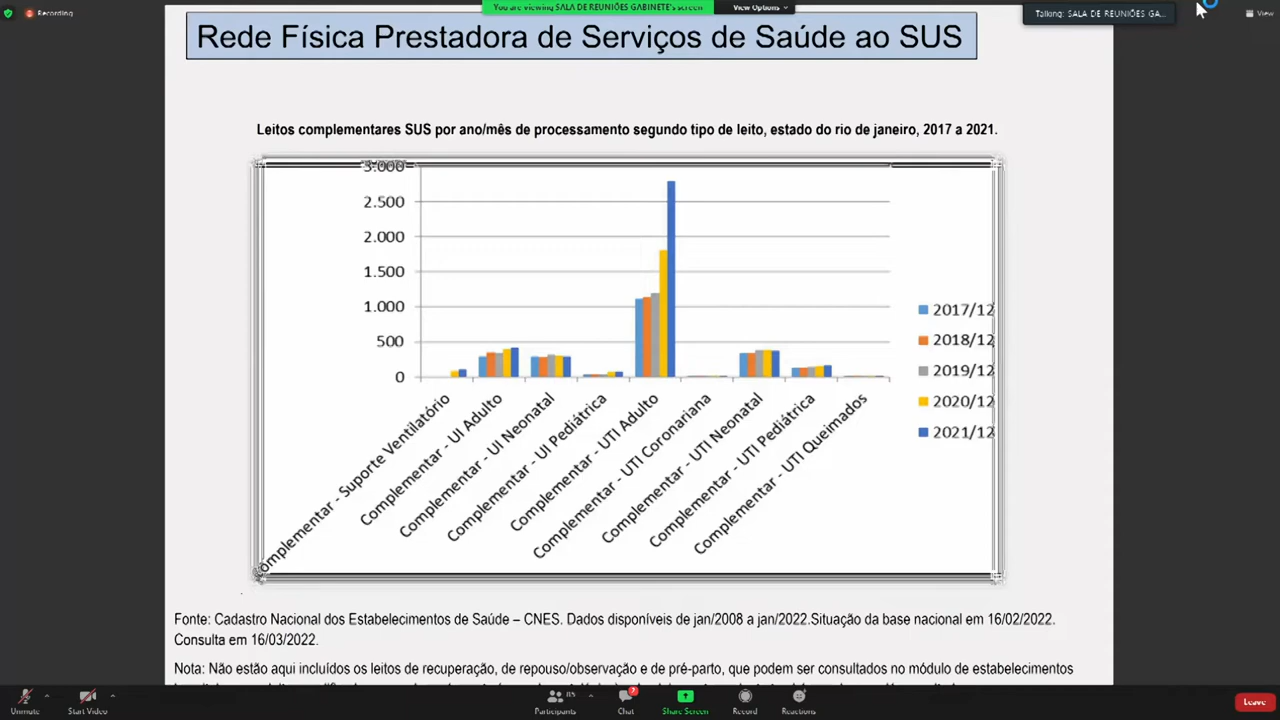 Recording
You are viewing SALA DE REUNIÕES GABINETE's screen
View Options
Talking: SALA DE REUNIÕES GA...
View
Rede Física Prestadora de Serviços de Saúde ao SUS
Leitos complementares SUS por ano/mês de processamento segundo tipo de leito, estado do rio de janeiro, 2017 a 2021.
3.000
2.500
2.000
1.500
1.000
500
0
2017/12
2018/12
2019/12
2020/12
2021/12
Complementar - Suporte Ventilatório
Complementar - UI Adulto
Complementar - UI Neonatal
Complementar - UI Pediátrica
Complementar - UTI Adulto
Complementar - UTI Coronariana
Complementar - UTI Neonatal
Complementar - UTI Pediátrica
Complementar - UTI Queimados
Fonte: Cadastro Nacional dos Estabelecimentos de Saúde – CNES. Dados disponíveis de jan/2008 a jan/2022.Situação da base nacional em 16/02/2022.
Consulta em 16/03/2022.
Nota: Não estão aqui incluídos os leitos de recuperação, de repouso/observação e de pré-parto, que podem ser consultados no módulo de estabelecimentos
Unmute
Start Video
Participants
Chat
Share Screen
Record
Reactions
Leave